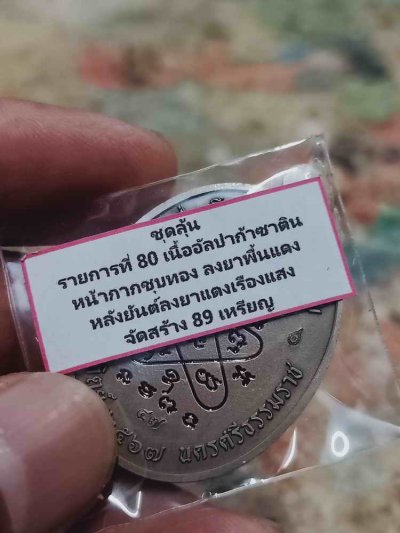 ชุดลุ้น
รายการที่ 80 เนื้ออัลปาก้าซาติน
หน้ากากชุบทอง ลงยาพื้นแดง
หลังยันต์ลงยาแดงเรืองแสง
จัดสร้าง 89 เหรียญ
๕๖๗ นครศรีธรรมราช